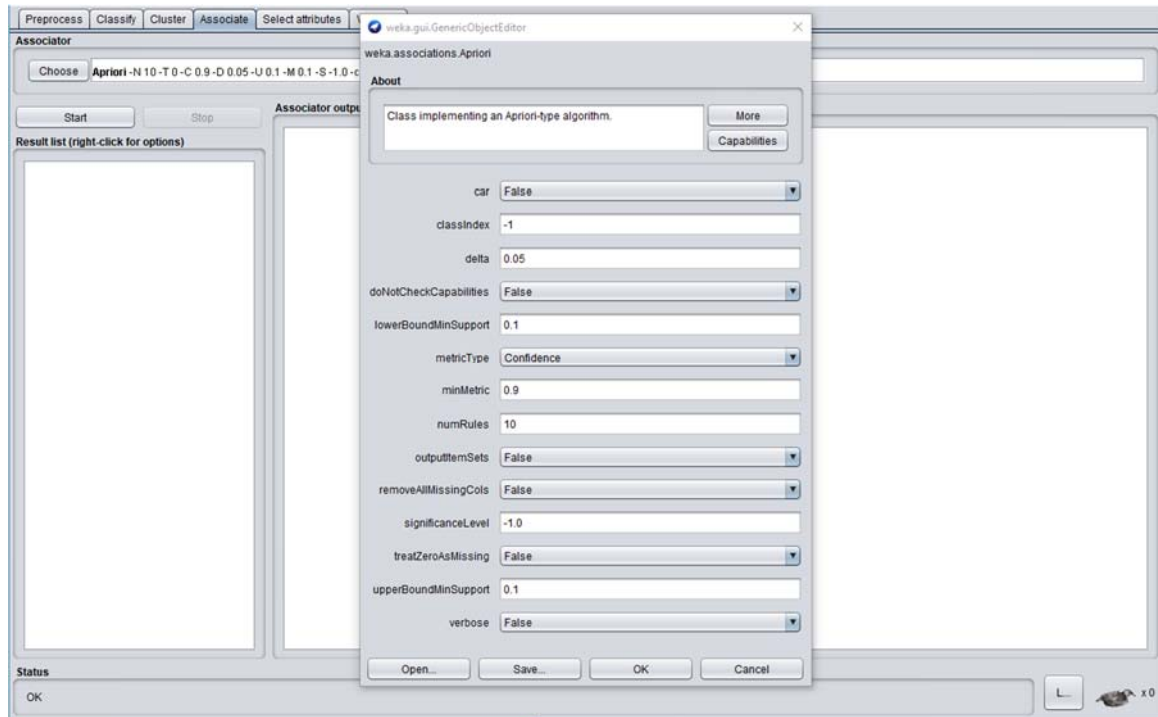 Preprocess Classify Cluster Associate Select attributes
Associator
Choose Apriori -N 10 -T 0 -C 0.9 -D 0.05 -U 0.1 -M 0.1 -S -1.0 -c
Start Stop
Result list (right-click for options)
Associator outpu
Status
OK
L... x 0
weka.gui.GenericObjectEditor
weka.associations.Apriori
About
Class implementing an Apriori-type algorithm.
More
Capabilities
car False
classIndex -1
delta 0.05
doNotCheckCapabilities False
lowerBoundMinSupport 0.1
metricType Confidence
minMetric 0.9
numRules 10
outputItemSets False
removeAllMissingCols False
significanceLevel -1.0
treatZeroAsMissing False
upperBoundMinSupport 0.1
verbose False
Open... Save... OK Cancel